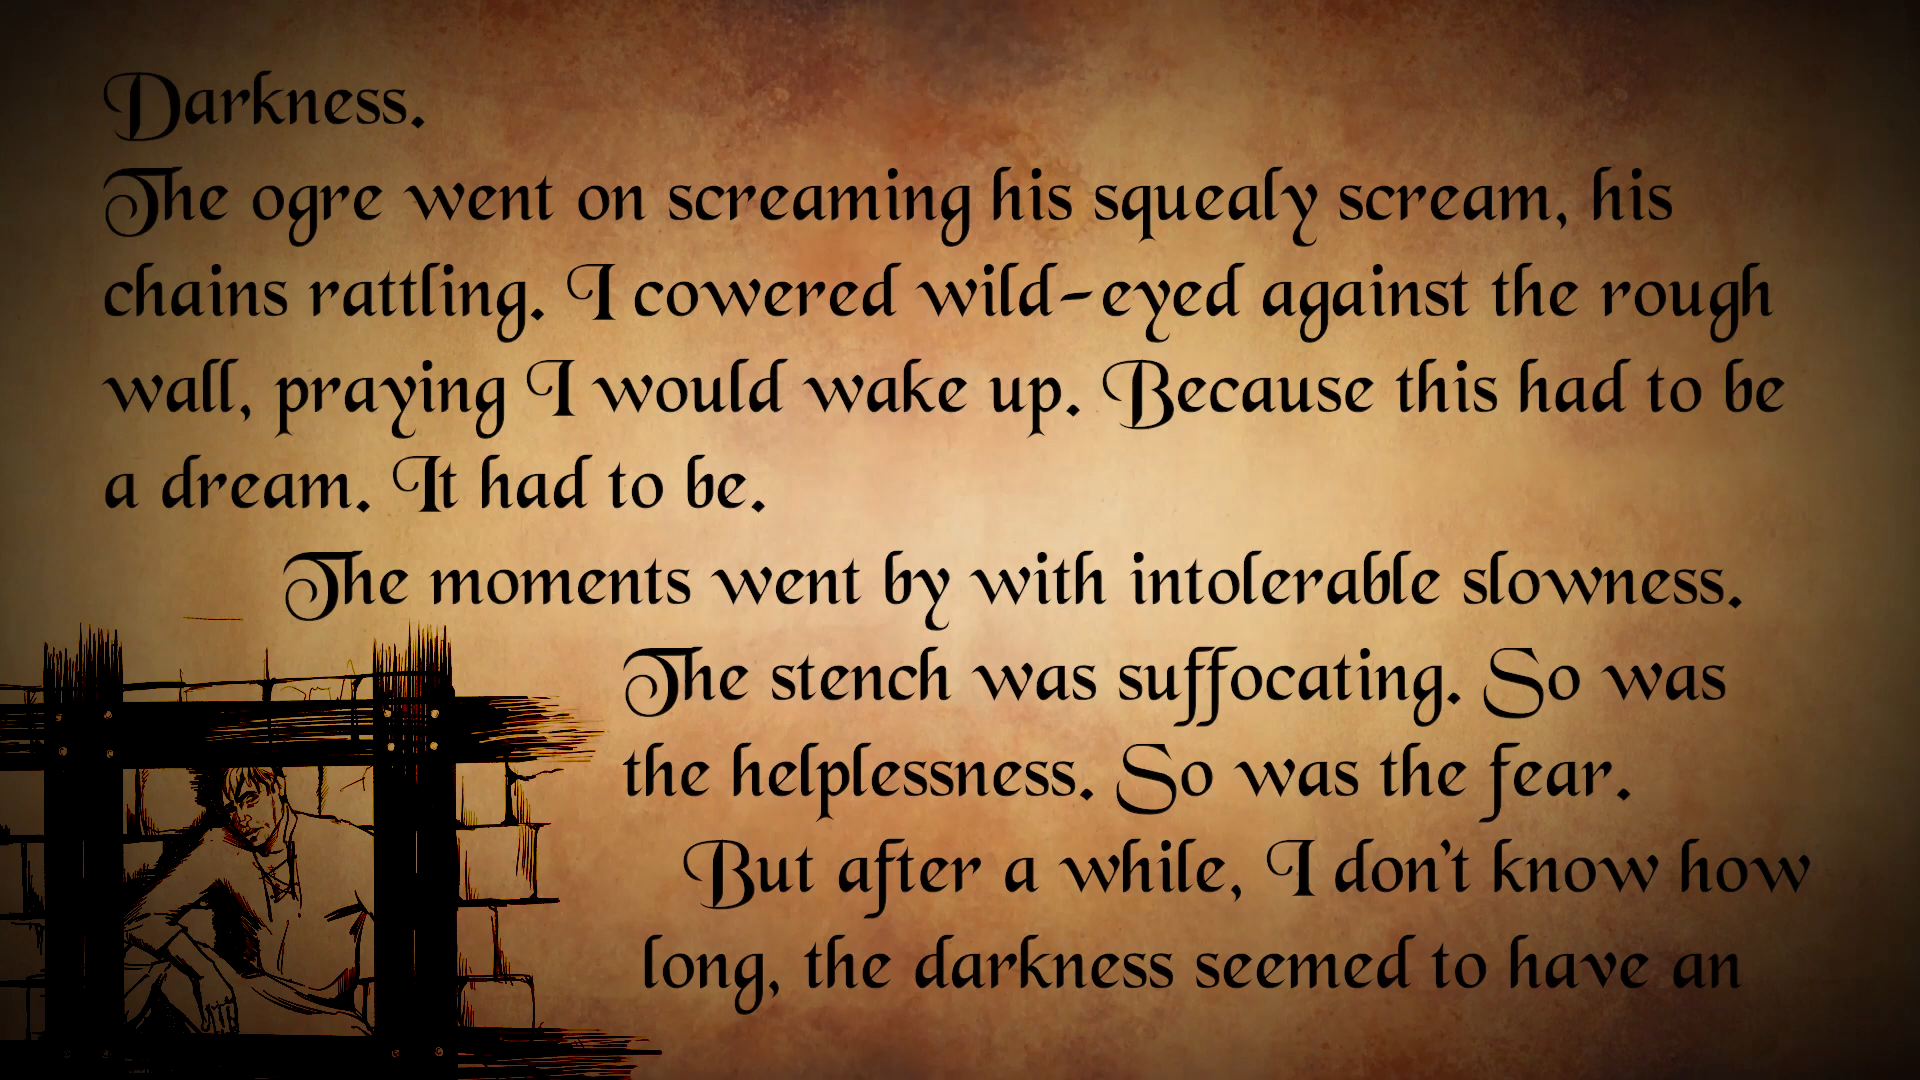 Darkness.
The ogre went on screaming his squealy scream, his
chains rattling. I cowered wild-eyed against the rough
wall, praying I would wake up. Because this had to be
a dream. It had to be.
The moments went by with intolerable slowness.
The stench was suffocating. So was
the helplessness. So was the fear.
But after a while, I don't know how
long, the darkness seemed to have an